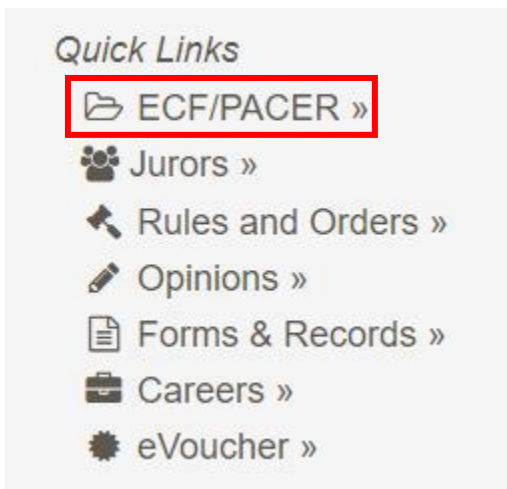 Quick Links
ECF/PACER »
Jurors »
Rules and Orders »
Opinions »
Forms & Records »
Careers »
eVoucher »